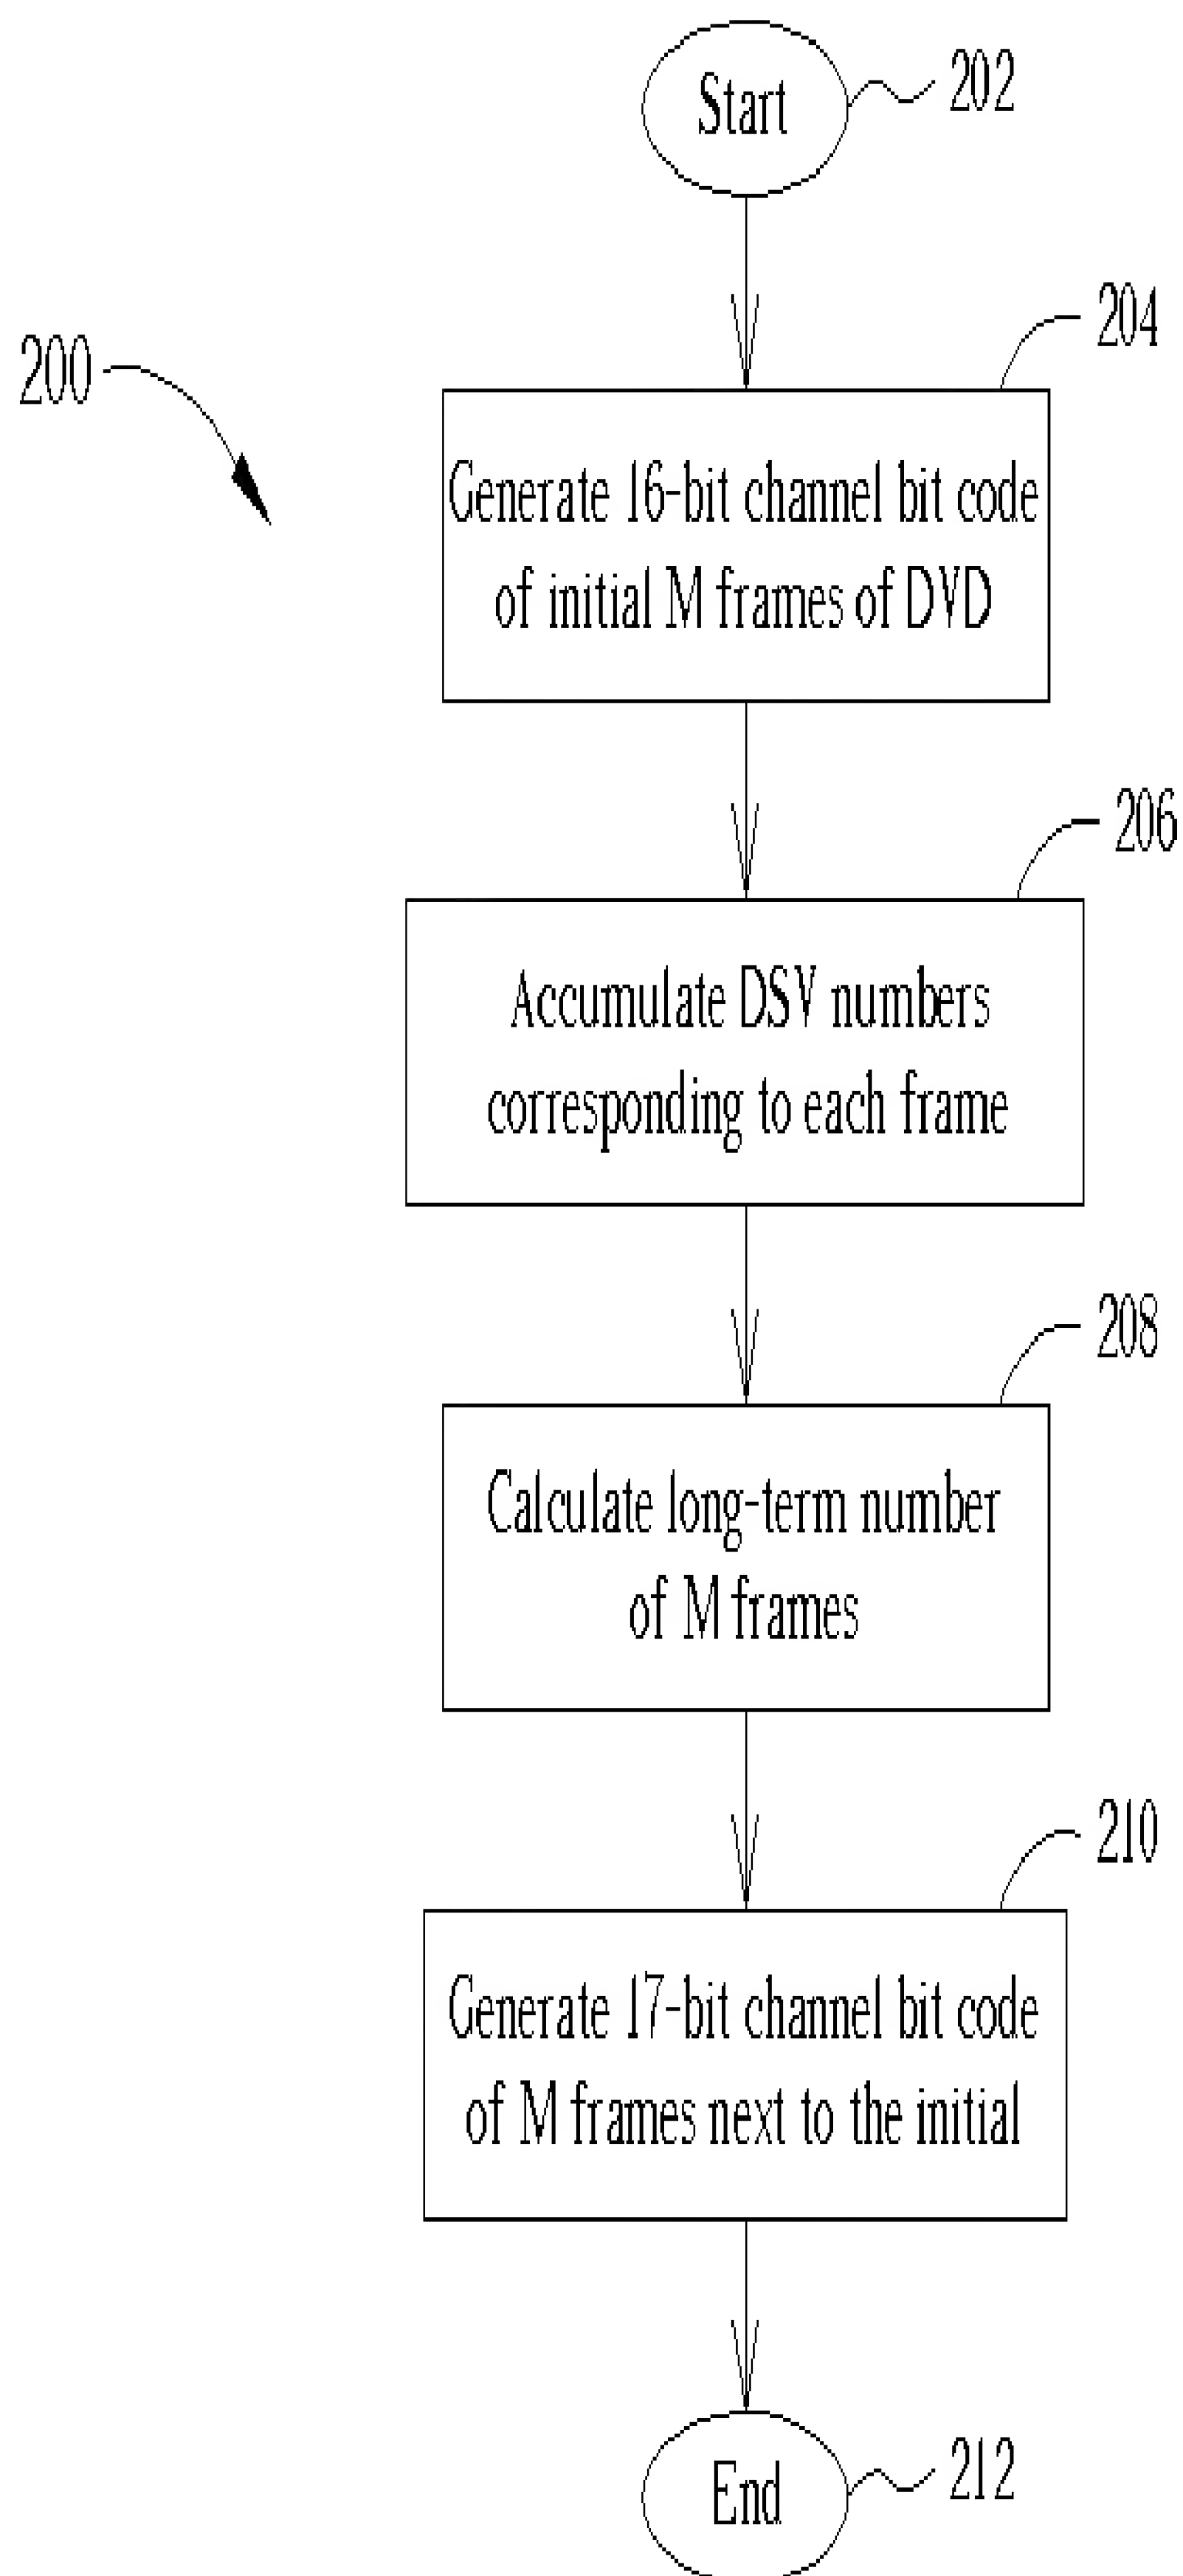 Start
202
200
204
Generate 16-bit channel bit code
of initial M frames of DVD
206
Accumulate DSV numbers
corresponding to each frame
208
Calculate long-term number
of M frames
210
Generate 17-bit channel bit code
of M frames next to the initial
End
212